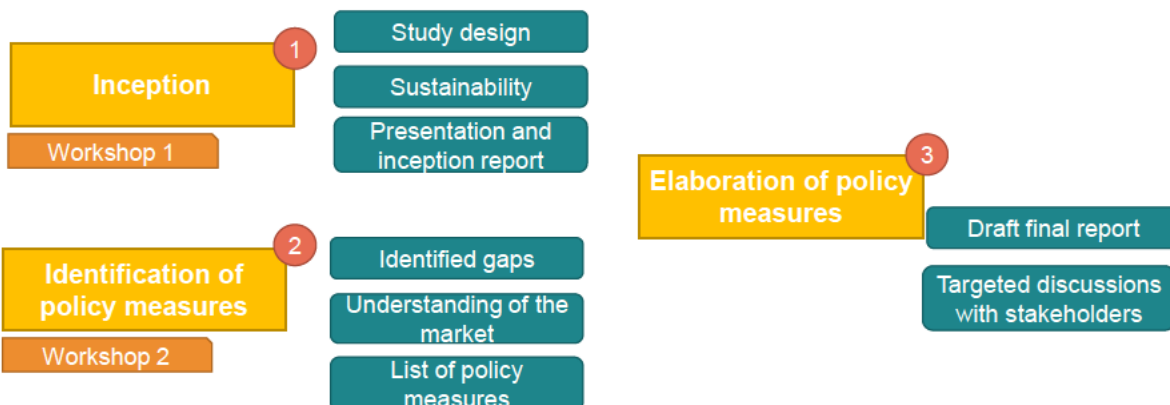 1
Inception
Workshop 1
Study design
Sustainability
Presentation and
inception report
2
Identification of
policy measures
Workshop 2
Identified gaps
Understanding of the
market
List of policy
measures
3
Elaboration of policy
measures
Draft final report
Targeted discussions
with stakeholders